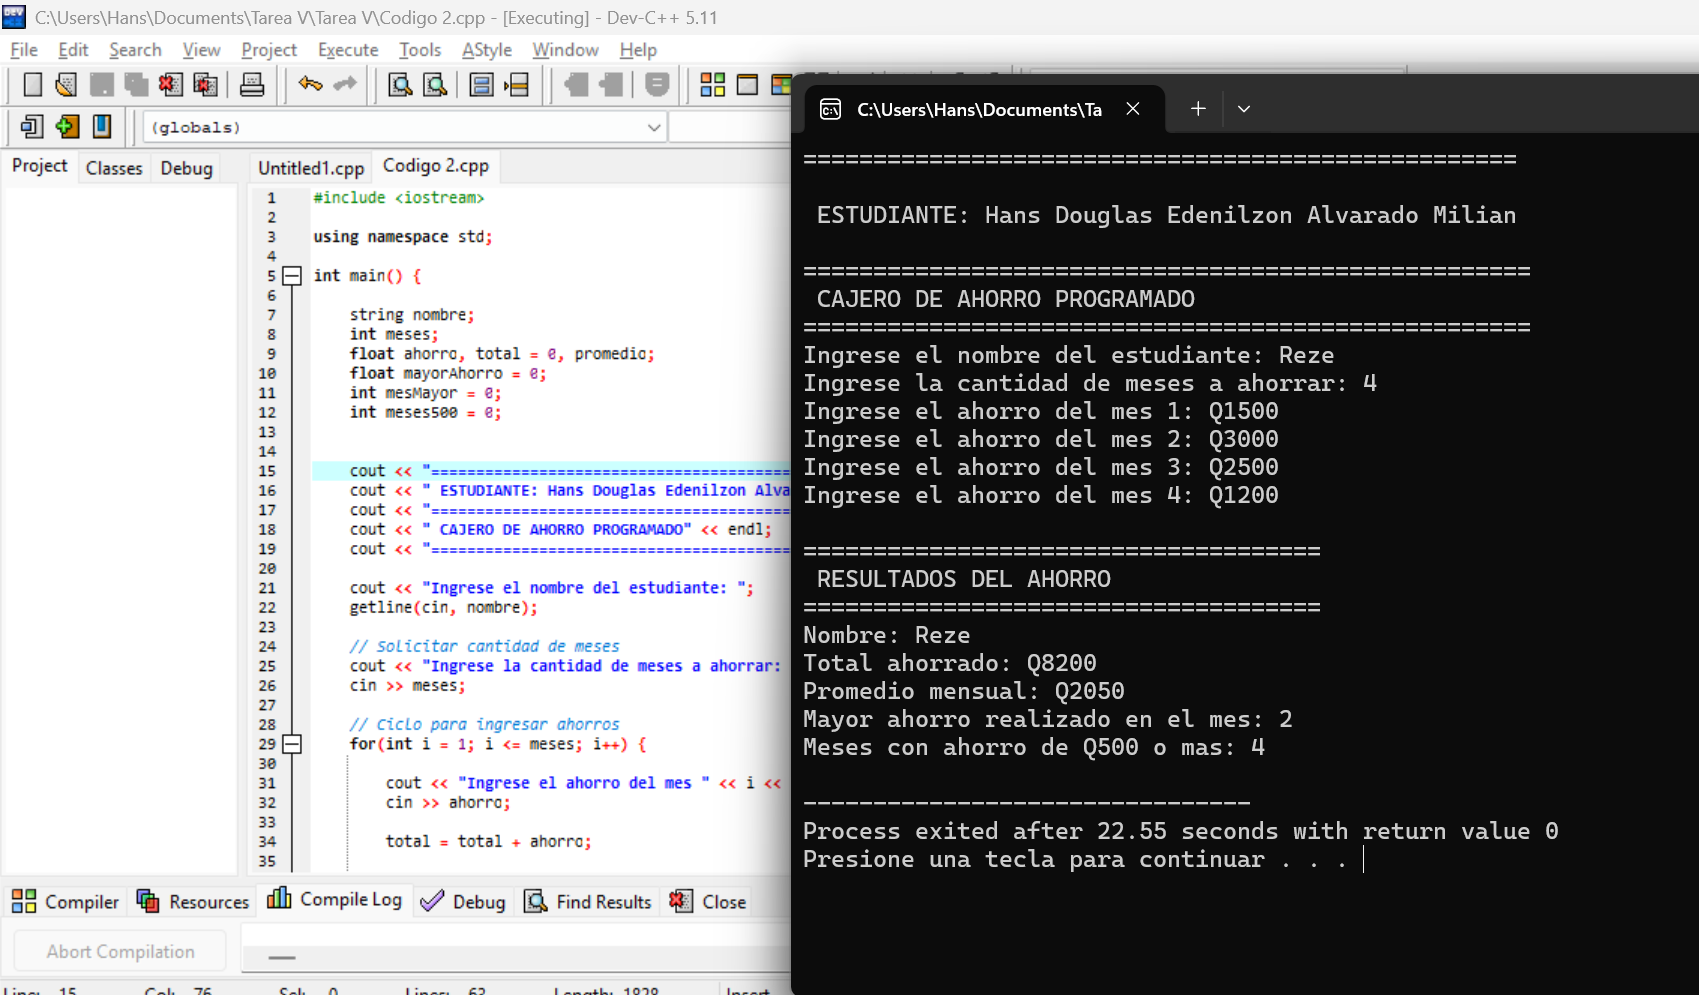 C:\Users\Hans\Documents\Tarea V\Tarea V\Codigo 2.cpp - [Executing] - Dev-C++ 5.11
File Edit Search View Project Execute Tools AStyle Window Help
(globals)
Project Classes Debug
Untitled1.cpp Codigo 2.cpp
1 #include <iostream>
2
3 using namespace std;
4
5 int main() {
6
7 string nombre;
8 int meses;
9 float ahorro, total = 0, promedio;
10 float mayorAhorro = 0;
11 int mesMayor = 0;
12 int meses500 = 0;
13
14
15 cout << "========================================
16 cout << " ESTUDIANTE: Hans Douglas Edenilzon Alva
17 cout << "========================================
18 cout << " CAJERO DE AHORRO PROGRAMADO" << endl;
19 cout << "========================================
20
21 cout << "Ingrese el nombre del estudiante: ";
22 getline(cin, nombre);
23
24 // Solicitar cantidad de meses
25 cout << "Ingrese la cantidad de meses a ahorrar:
26 cin >> meses;
27
28 // Ciclo para ingresar ahorros
29 for(int i = 1; i <= meses; i++) {
30
31 cout << "Ingrese el ahorro del mes " << i <<
32 cin >> ahorro;
33
34 total = total + ahorro;
35
Compiler Resources Compile Log Debug Find Results Close
Abort Compilation
Line: 15 Col: 76 Sel: 0 Lines: 63 Length: 1828 Insert
C:\Users\Hans\Documents\Ta
===================================================
ESTUDIANTE: Hans Douglas Edenilzon Alvarado Milian
====================================================
CAJERO DE AHORRO PROGRAMADO
====================================================
Ingrese el nombre del estudiante: Reze
Ingrese la cantidad de meses a ahorrar: 4
Ingrese el ahorro del mes 1: Q1500
Ingrese el ahorro del mes 2: Q3000
Ingrese el ahorro del mes 3: Q2500
Ingrese el ahorro del mes 4: Q1200
=====================================
RESULTADOS DEL AHORRO
=====================================
Nombre: Reze
Total ahorrado: Q8200
Promedio mensual: Q2050
Mayor ahorro realizado en el mes: 2
Meses con ahorro de Q500 o mas: 4
--------------------------------
Process exited after 22.55 seconds with return value 0
Presione una tecla para continuar . . .